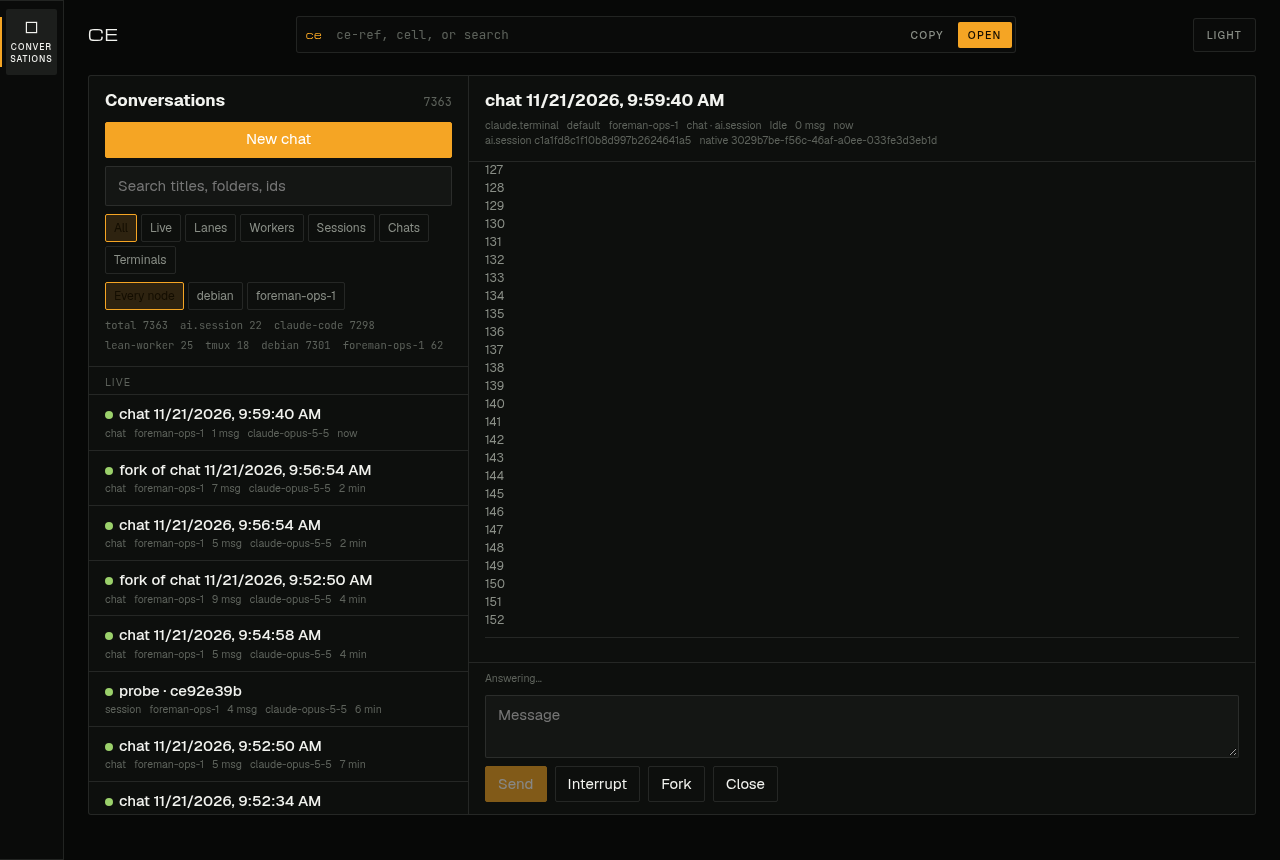 CONVER
SATIONS
CE
CE ce-ref, cell, or search COPY OPEN
LIGHT
Conversations 7363
New chat
Search titles, folders, ids
All Live Lanes Workers Sessions Chats
Terminals
Every node debian foreman-ops-1
total 7363 ai.session 22 claude-code 7298
lean-worker 25 tmux 18 debian 7301 foreman-ops-1 62
LIVE
chat 11/21/2026, 9:59:40 AM
chat foreman-ops-1 1 msg claude-opus-5-5 now
fork of chat 11/21/2026, 9:56:54 AM
chat foreman-ops-1 7 msg claude-opus-5-5 2 min
chat 11/21/2026, 9:56:54 AM
chat foreman-ops-1 5 msg claude-opus-5-5 2 min
fork of chat 11/21/2026, 9:52:50 AM
chat foreman-ops-1 9 msg claude-opus-5-5 4 min
chat 11/21/2026, 9:54:58 AM
chat foreman-ops-1 5 msg claude-opus-5-5 4 min
probe · ce92e39b
session foreman-ops-1 4 msg claude-opus-5-5 6 min
chat 11/21/2026, 9:52:50 AM
chat foreman-ops-1 5 msg claude-opus-5-5 7 min
chat 11/21/2026, 9:52:34 AM
chat 11/21/2026, 9:59:40 AM
claude.terminal default foreman-ops-1 chat · ai.session Idle 0 msg now
ai.session c1a1fd8c1f10b8d997b2624641a5 native 3029b7be-f56c-46af-a0ee-033fe3d3eb1d
127
128
129
130
131
132
133
134
135
136
137
138
139
140
141
142
143
144
145
146
147
148
149
150
151
152
Answering…
Message
Send Interrupt Fork Close